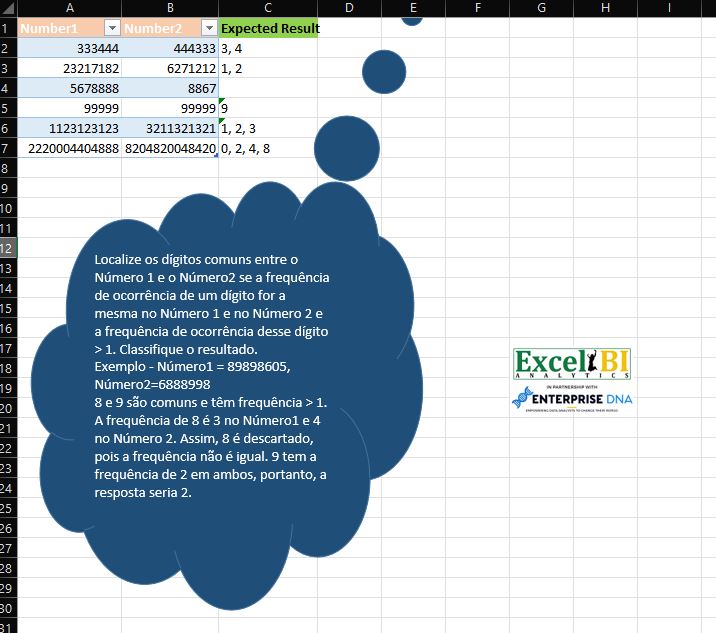 A B C D E F G H I
1 Number1 Number2 Expected Result
2 333444 444333 3, 4
3 23217182 6271212 1, 2
4 5678888 8867
5 99999 99999 9
6 1123123123 3211321321 1, 2, 3
7 2220004404888 8204820048420 0, 2, 4, 8
8
9
10
11
12
13
14
15
16
17
18
19
20
21
22
23
24
25
26
27
28
29
30
31
Localize os dígitos comuns entre o
Número 1 e o Número2 se a frequência
de ocorrência de um dígito for a
mesma no Número 1 e no Número 2 e
a frequência de ocorrência desse dígito
> 1. Classifique o resultado.
Exemplo - Número1 = 89898605,
Número2=6888998
8 e 9 são comuns e têm frequência > 1.
A frequência de 8 é 3 no Número1 e 4
no Número 2. Assim, 8 é descartado,
pois a frequência não é igual. 9 tem a
frequência de 2 em ambos, portanto, a
resposta seria 2.
Excel BI
ANALYTICS
IN PARTNERSHIP WITH
ENTERPRISE DNA
EMPOWERING DATA ANALYSTS TO CHANGE THEIR WORLD